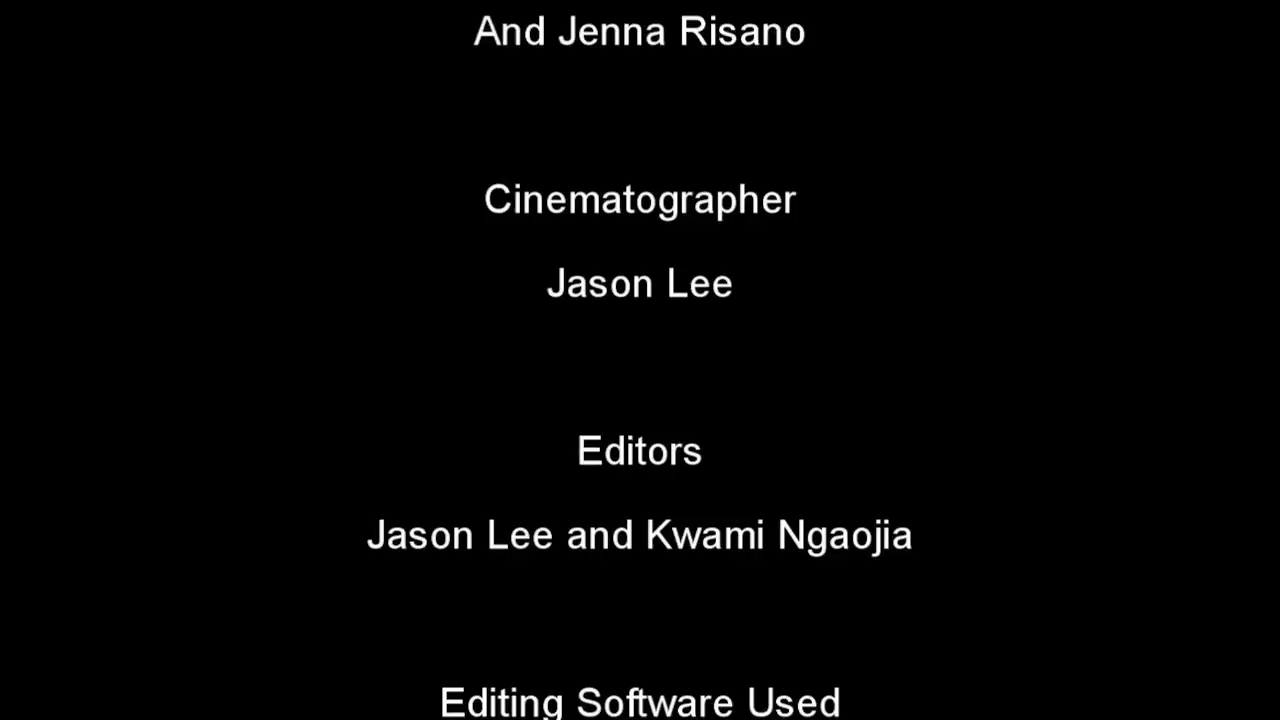 And Jenna Risano
Cinematographer
Jason Lee
Editors
Jason Lee and Kwami Ngaojia
Editing Software Used